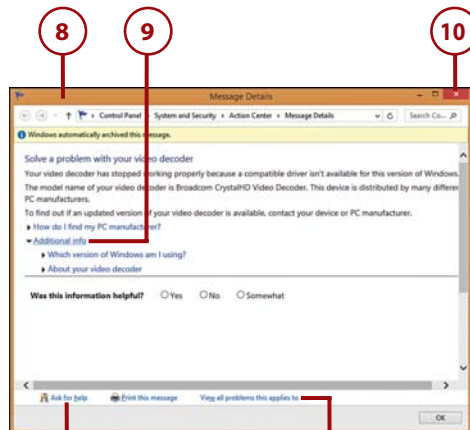 8 9 10
Message Details
Control Panel System and Security Action Center Message Details Search Co...
Windows automatically archived this message.
Solve a problem with your video decoder
Your video decoder has stopped working properly because a compatible driver isn't available for this version of Windows.
The model name of your video decoder is Broadcom CrystalHD Video Decoder. This device is distributed by many differen
PC manufacturers.
To find out if an updated version of your video decoder is available, contact your device or PC manufacturer.
How do I find my PC manufacturer?
Additional info
Which version of Windows am I using?
About your video decoder
Was this information helpful? Yes No Somewhat
Ask for help Print this message View all problems this applies to
OK